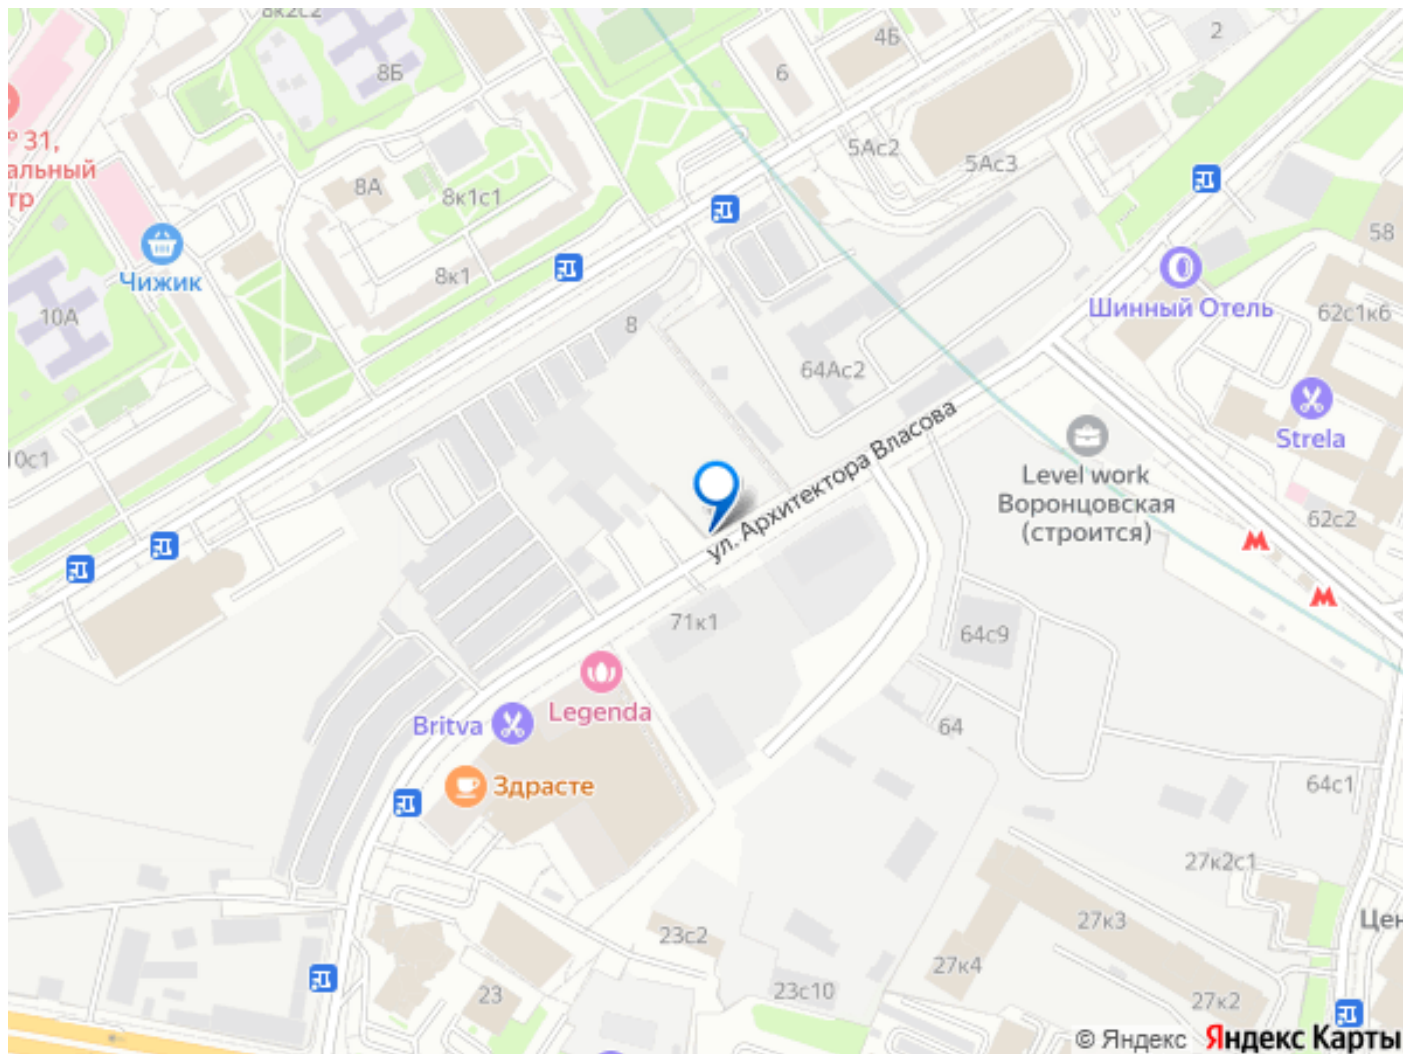 8к2с2
2
4Б
6
8Б
° 31,
альный
тр
5Ас2
5Ас3
8А
8к1с1
58
Чижик
8к1
Шинный Отель
10А
8
62с1к6
64Ас2
Strela
ул. Архитектора Власова
10с1
Level work
Воронцовская
(строится)
62с2
71к1
64с9
Legenda
Britva
64
Здрасте
64с1
27к2с1
27к3
Цен
23с2
27к4
23
23с10
27к2
© Яндекс Яндекс Карты